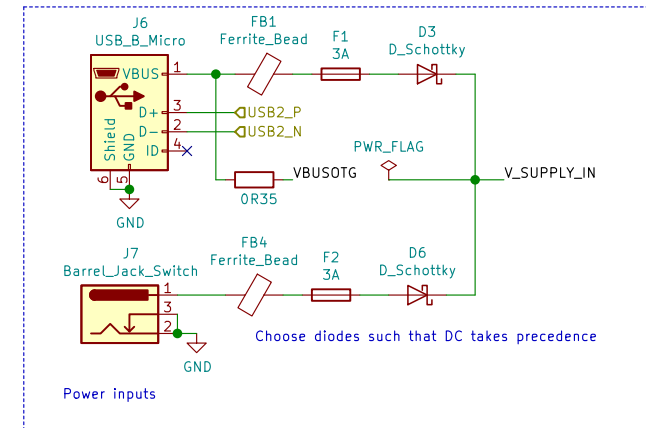 J6
USB_B_Micro
FB1
Ferrite_Bead
F1
3A
D3
D_Schottky
VBUS 1
D+ 3
D- 2
ID 4
Shield
GND
6
5
GND
USB2_P
USB2_N
VBUSOTG
0R35
PWR_FLAG
V_SUPPLY_IN
J7
Barrel_Jack_Switch
FB4
Ferrite_Bead
F2
3A
D6
D_Schottky
1
3
2
GND
Choose diodes such that DC takes precedence
Power inputs